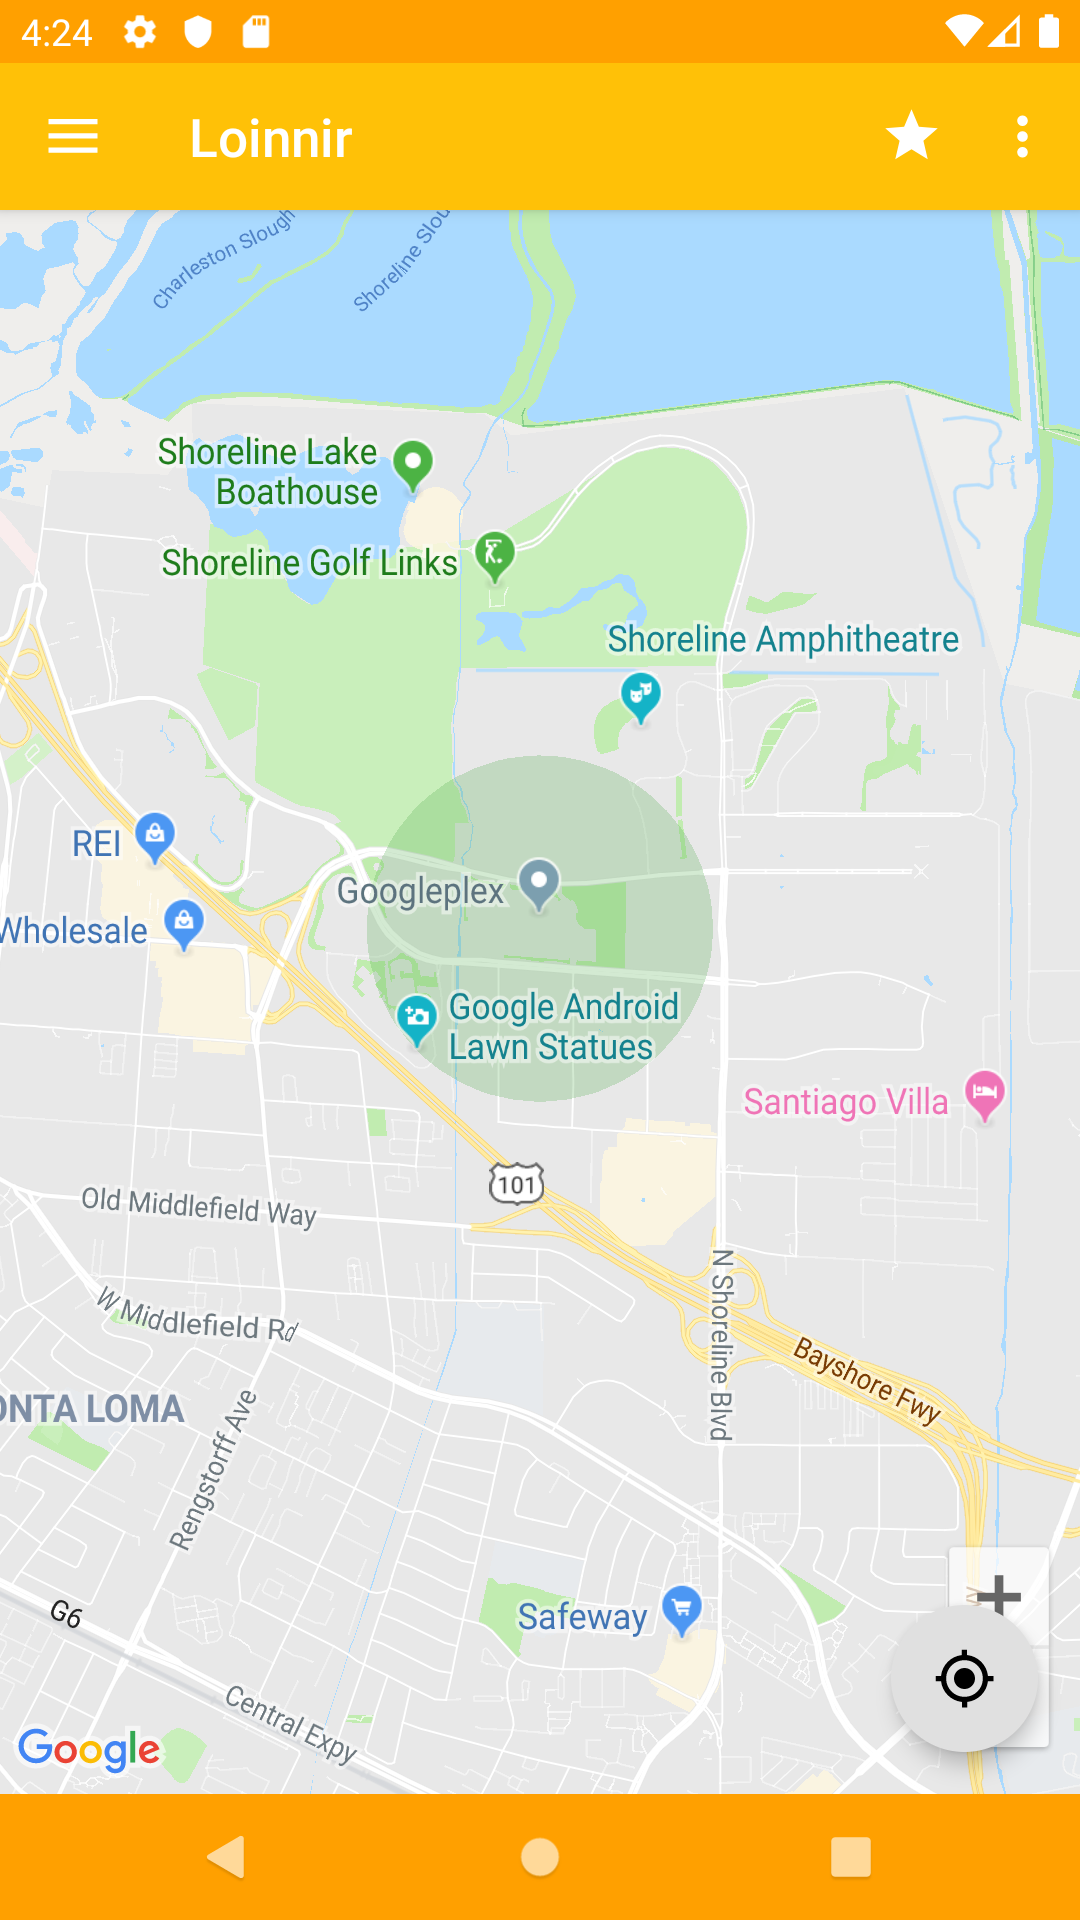 4:24
Loinnir
Charleston Slough
Shoreline Slou
Shoreline Lake
Boathouse
Shoreline Golf Links
Shoreline Amphitheatre
REI
Googleplex
Wholesale
Google Android
Lawn Statues
Santiago Villa
101
Old Middlefield Way
N Shoreline Blvd
W Middlefield Rd
Bayshore Fwy
ONTA LOMA
Rengstorff Ave
G6
Safeway
Central Expy
Google